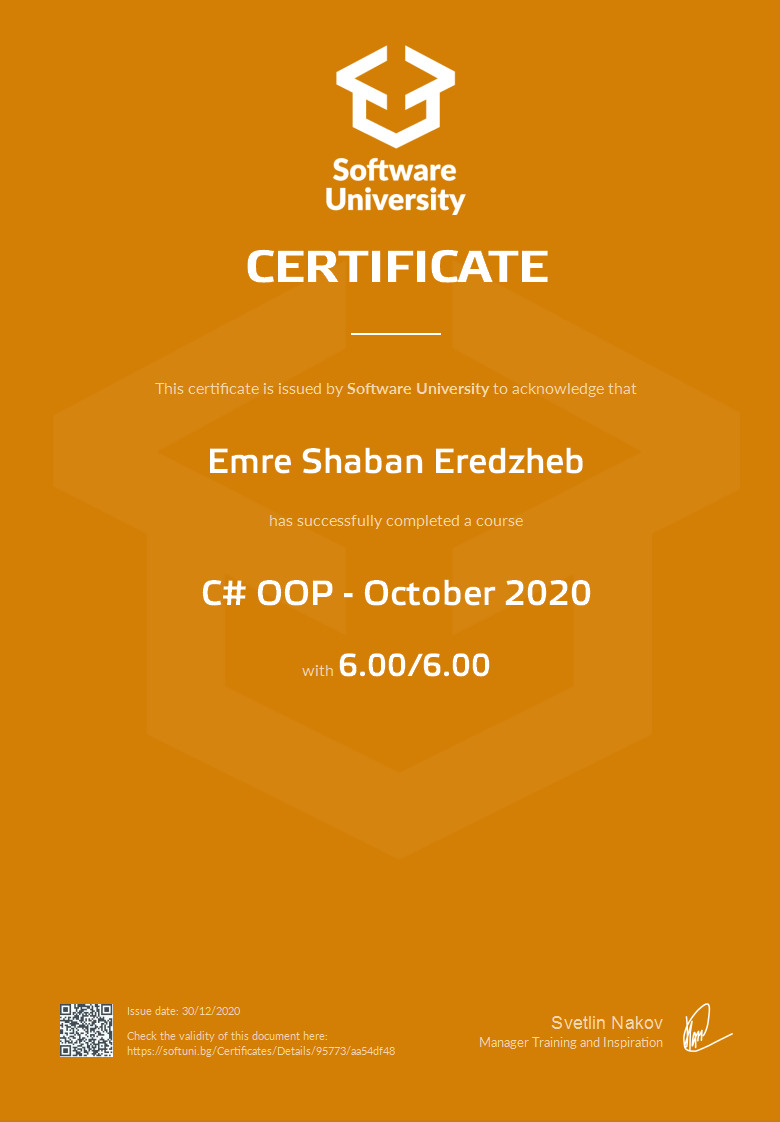 Software
University
CERTIFICATE
This certificate is issued by Software University to acknowledge that
Emre Shaban Eredzheb
has successfully completed a course
C# OOP - October 2020
with 6.00/6.00
Issue date: 30/12/2020
Check the validity of this document here:
https://softuni.bg/Certificates/Details/95773/aa54df48
Svetlin Nakov
Manager Training and Inspiration